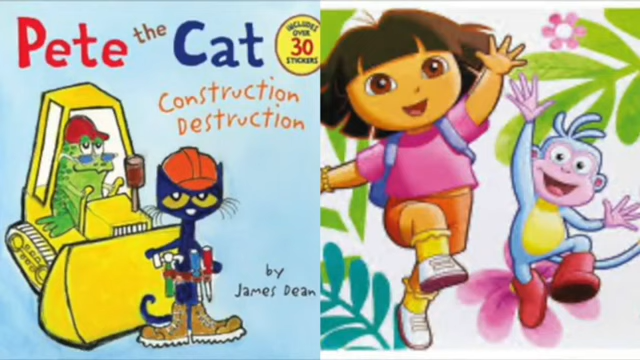 Pete the Cat
INCLUDES
OVER
30
STICKERS
Construction
Destruction
by
James Dean